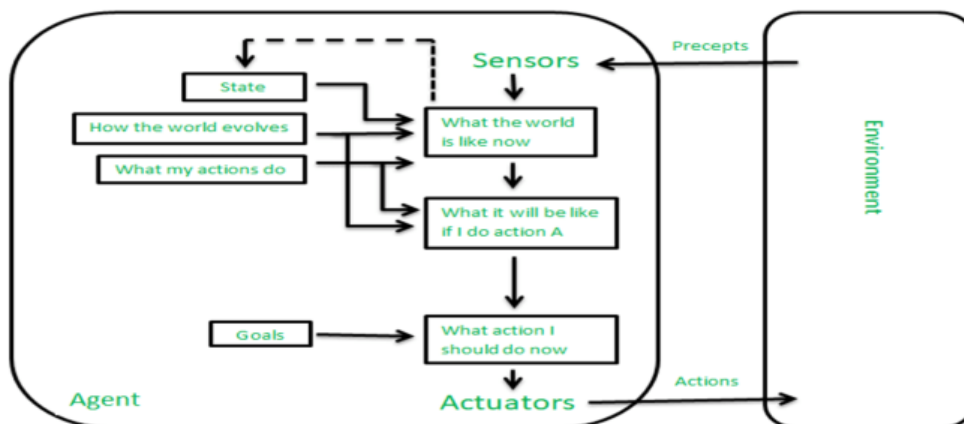 Sensors
Precepts
State
How the world evolves
What the world
is like now
What my actions do
Environment
What it will be like
if I do action A
Goals
What action I
should do now
Agent
Actuators
Actions